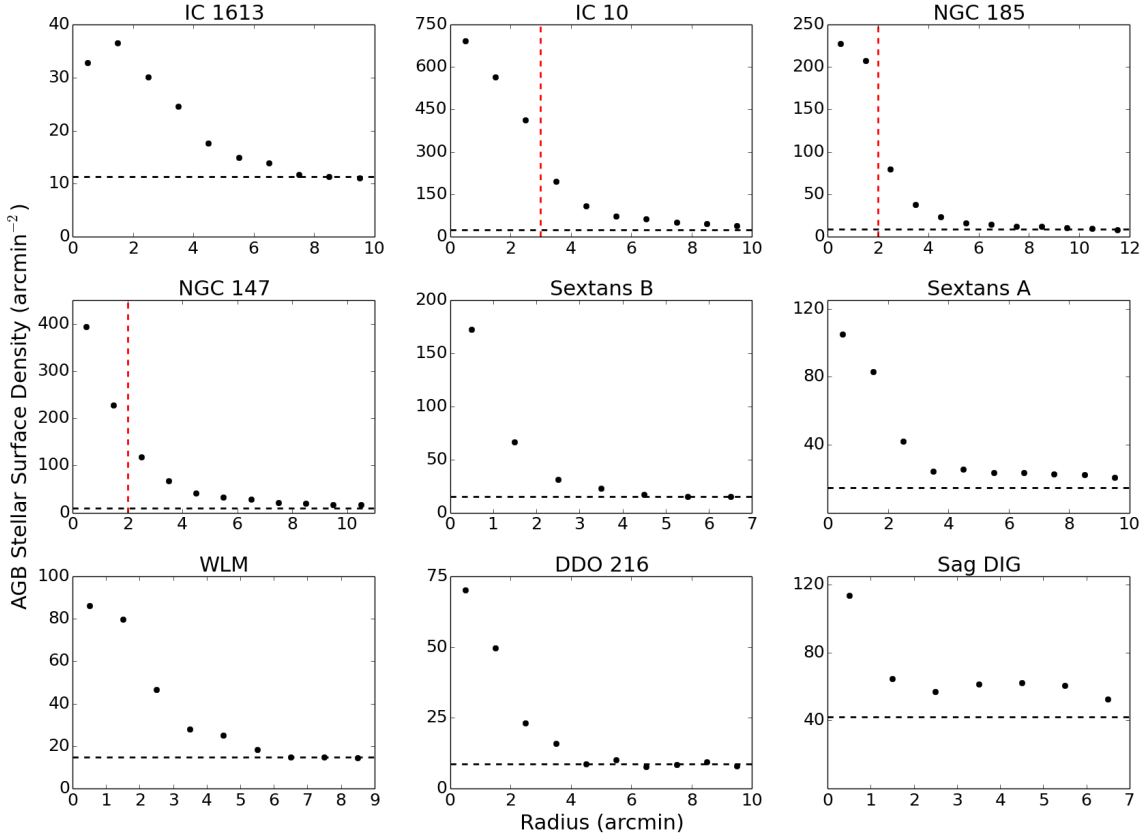 IC 1613
IC 10
NGC 185
40
30
20
10
0
0 2 4 6 8 10
750
600
450
300
150
0
0 2 4 6 8 10
250
200
150
100
50
0
0 2 4 6 8 10 12
AGB Stellar Surface Density (arcmin⁻²)
NGC 147
Sextans B
Sextans A
400
300
200
100
0
0 2 4 6 8 10
200
150
100
50
0
0 1 2 3 4 5 6 7
120
80
40
0 2 4 6 8 10
WLM
DDO 216
Sag DIG
100
80
60
40
20
0
0 1 2 3 4 5 6 7 8 9
75
50
25
0
0 2 4 6 8 10
120
80
40
0 1 2 3 4 5 6 7
Radius (arcmin)